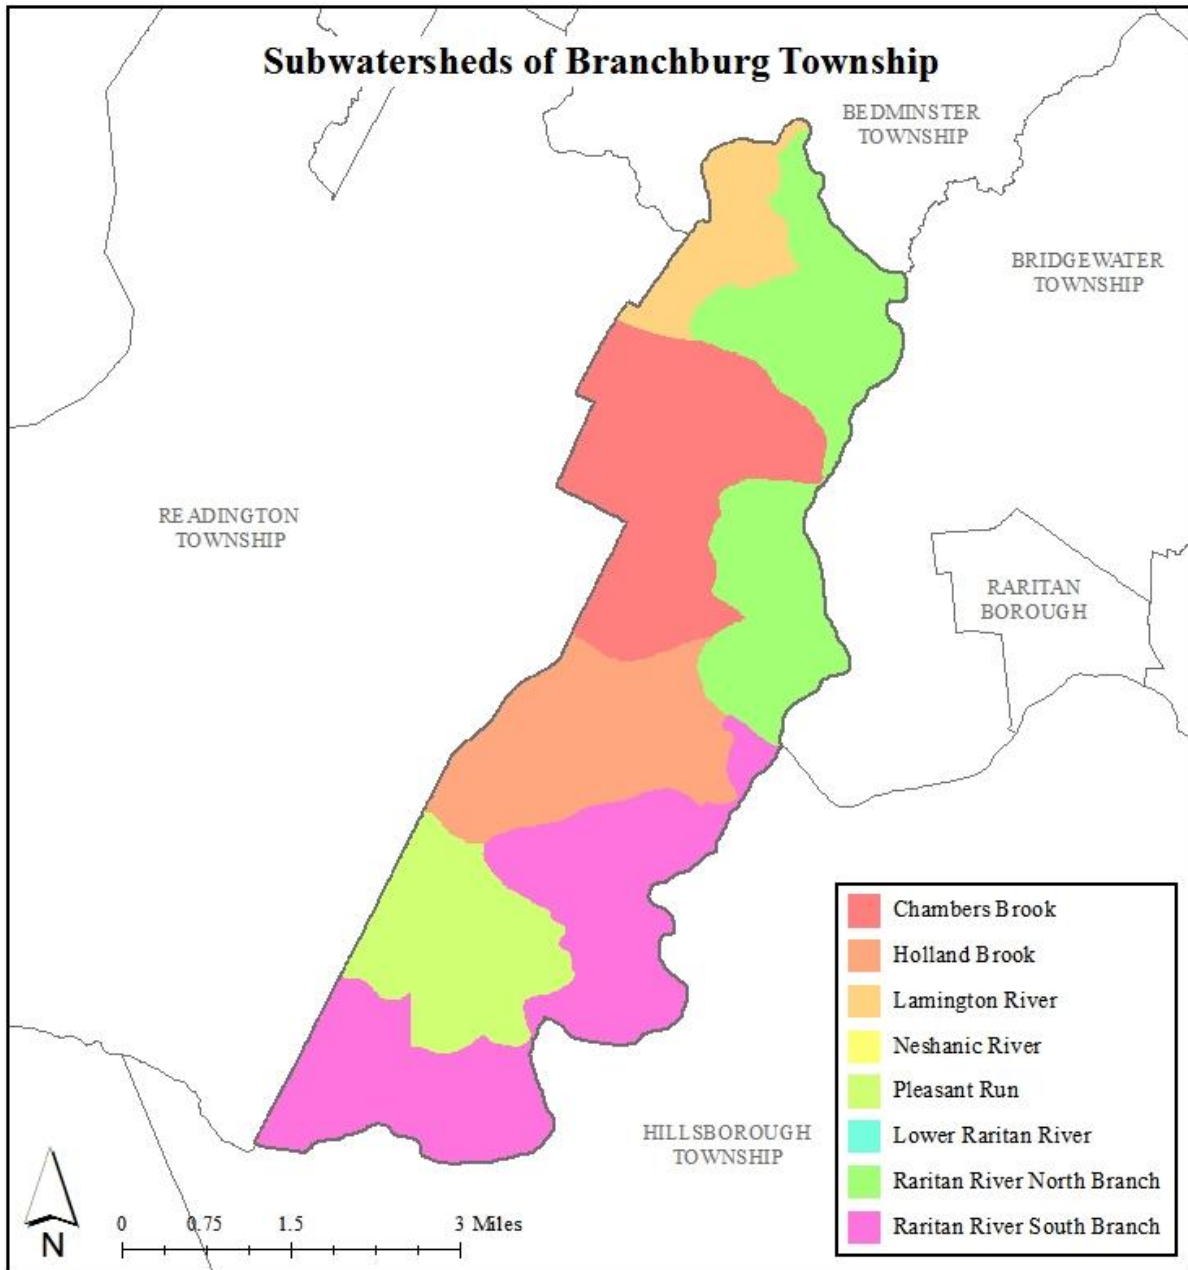 Subwatersheds of Branchburg Township
BEDMINSTER
TOWNSHIP
BRIDGEWATER
TOWNSHIP
READINGTON
TOWNSHIP
RARITAN
BOROUGH
HILLSBOROUGH
TOWNSHIP
Chambers Brook
Holland Brook
Lamington River
Neshanic River
Pleasant Run
Lower Raritan River
Raritan River North Branch
Raritan River South Branch
N
0 0.75 1.5 3 Miles